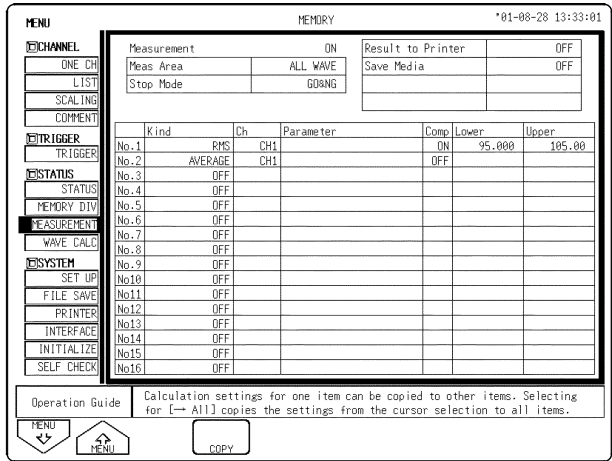 MENU MEMORY '01-08-28 13:33:01
CHANNEL
ONE CH
LIST
SCALING
COMMENT
TRIGGER
TRIGGER
STATUS
STATUS
MEMORY DIV
MEASUREMENT
WAVE CALC
SYSTEM
SET UP
FILE SAVE
PRINTER
INTERFACE
INITIALIZE
SELF CHECK
Measurement ON Result to Printer OFF
Meas Area ALL WAVE Save Media OFF
Stop Mode GO&NG
Kind Ch Parameter Comp Lower Upper
No.1 RMS CH1 ON 95.000 105.00
No.2 AVERAGE CH1 OFF
No.3 OFF
No.4 OFF
No.5 OFF
No.6 OFF
No.7 OFF
No.8 OFF
No.9 OFF
No10 OFF
No11 OFF
No12 OFF
No13 OFF
No14 OFF
No15 OFF
No16 OFF
Operation Guide Calculation settings for one item can be copied to other items. Selecting
for [→ All] copies the settings from the cursor selection to all items.
MENU MENU COPY